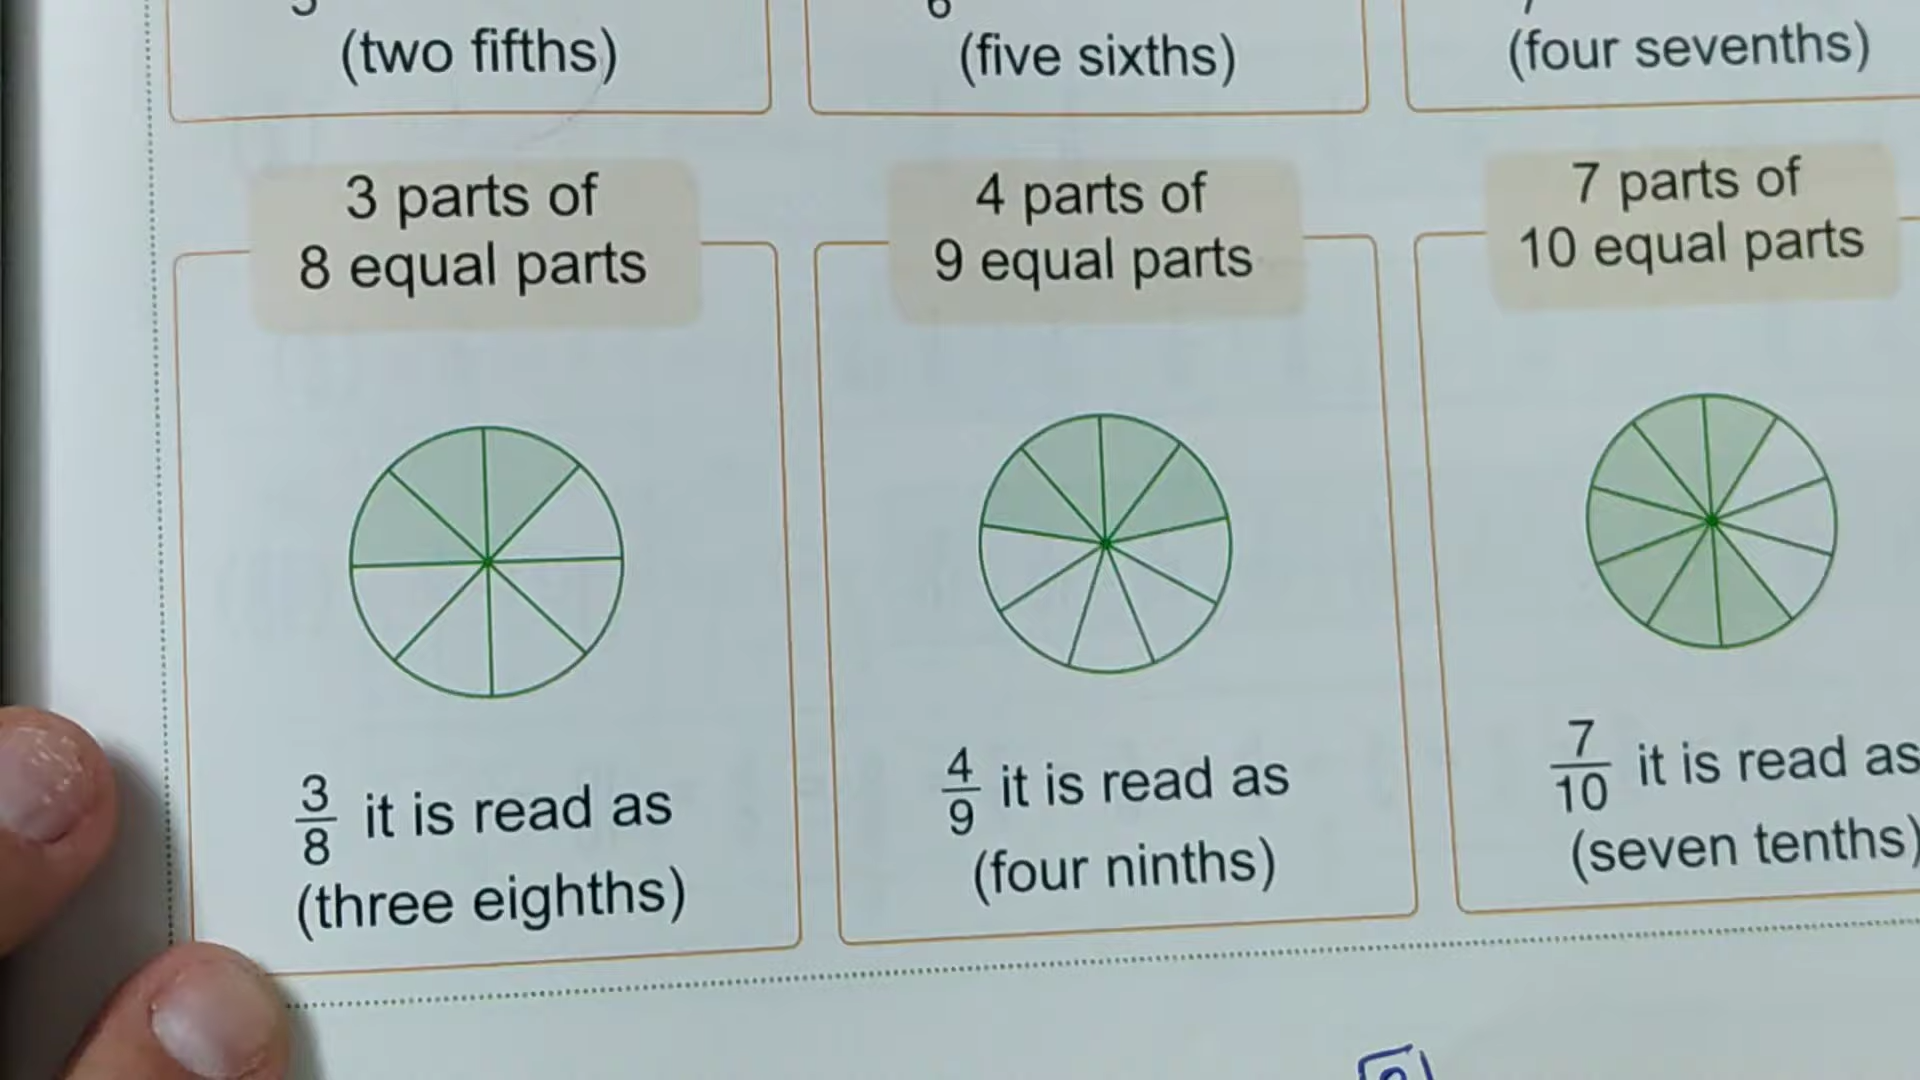 (two fifths)
(five sixths)
(four sevenths)
3 parts of
8 equal parts
4 parts of
9 equal parts
7 parts of
10 equal parts
3/8 it is read as
(three eighths)
4/9 it is read as
(four ninths)
7/10 it is read as
(seven tenths)